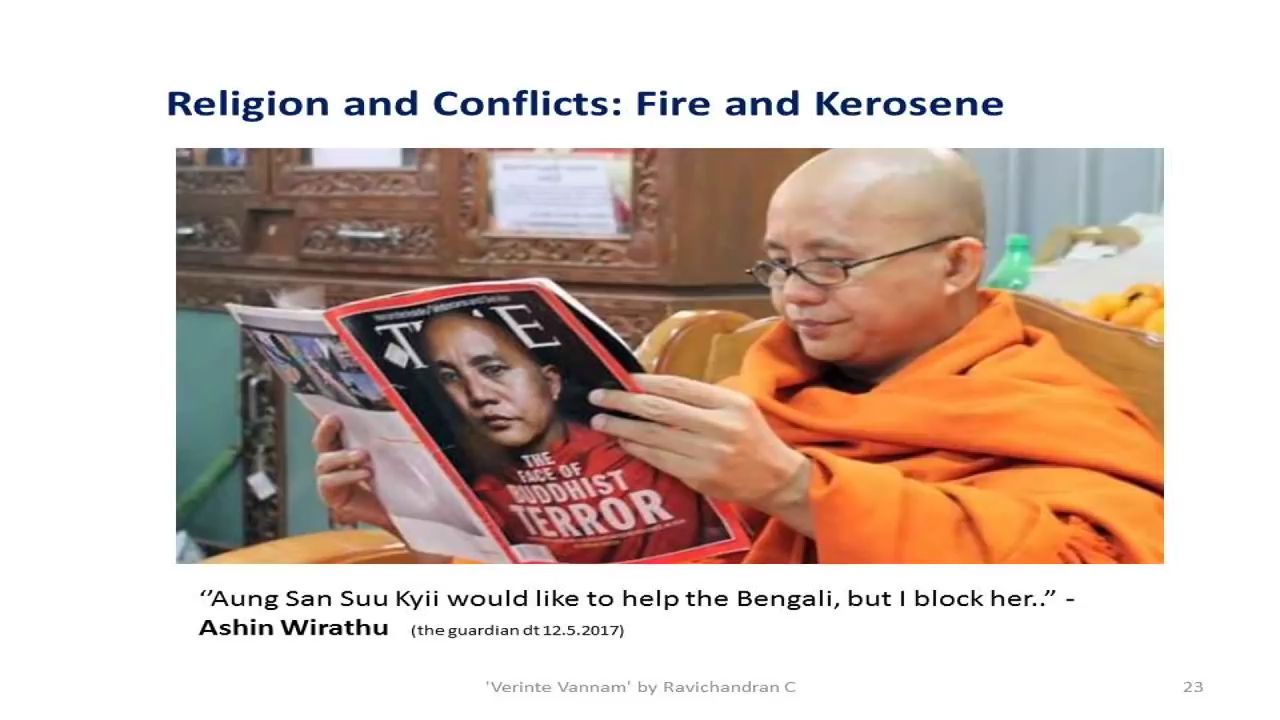 Religion and Conflicts: Fire and Kerosene
THE
FACE OF
BUDDHIST
TERROR
‘’Aung San Suu Kyii would like to help the Bengali, but I block her..” -
Ashin Wirathu (the guardian dt 12.5.2017)
'Verinte Vannam' by Ravichandran C
23